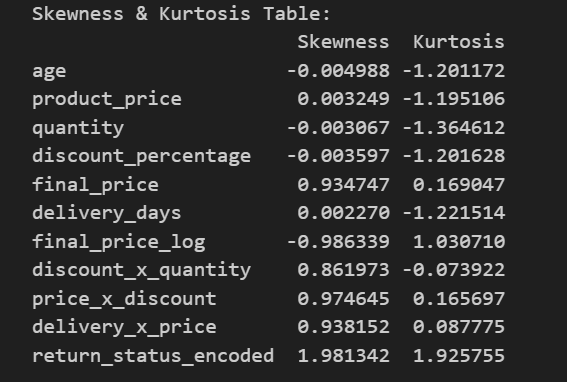 Skewness & Kurtosis Table:
Skewness Kurtosis
age -0.004988 -1.201172
product_price 0.003249 -1.195106
quantity -0.003067 -1.364612
discount_percentage -0.003597 -1.201628
final_price 0.934747 0.169047
delivery_days 0.002270 -1.221514
final_price_log -0.986339 1.030710
discount_x_quantity 0.861973 -0.073922
price_x_discount 0.974645 0.165697
delivery_x_price 0.938152 0.087775
return_status_encoded 1.981342 1.925755